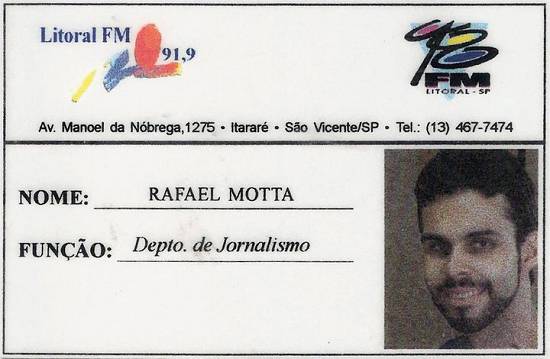 Litoral FM
91,9
98
FM
LITORAL - SP
Av. Manoel da Nóbrega,1275 • Itararé • São Vicente/SP • Tel.: (13) 467-7474
NOME: RAFAEL MOTTA
FUNÇÃO: Depto. de Jornalismo